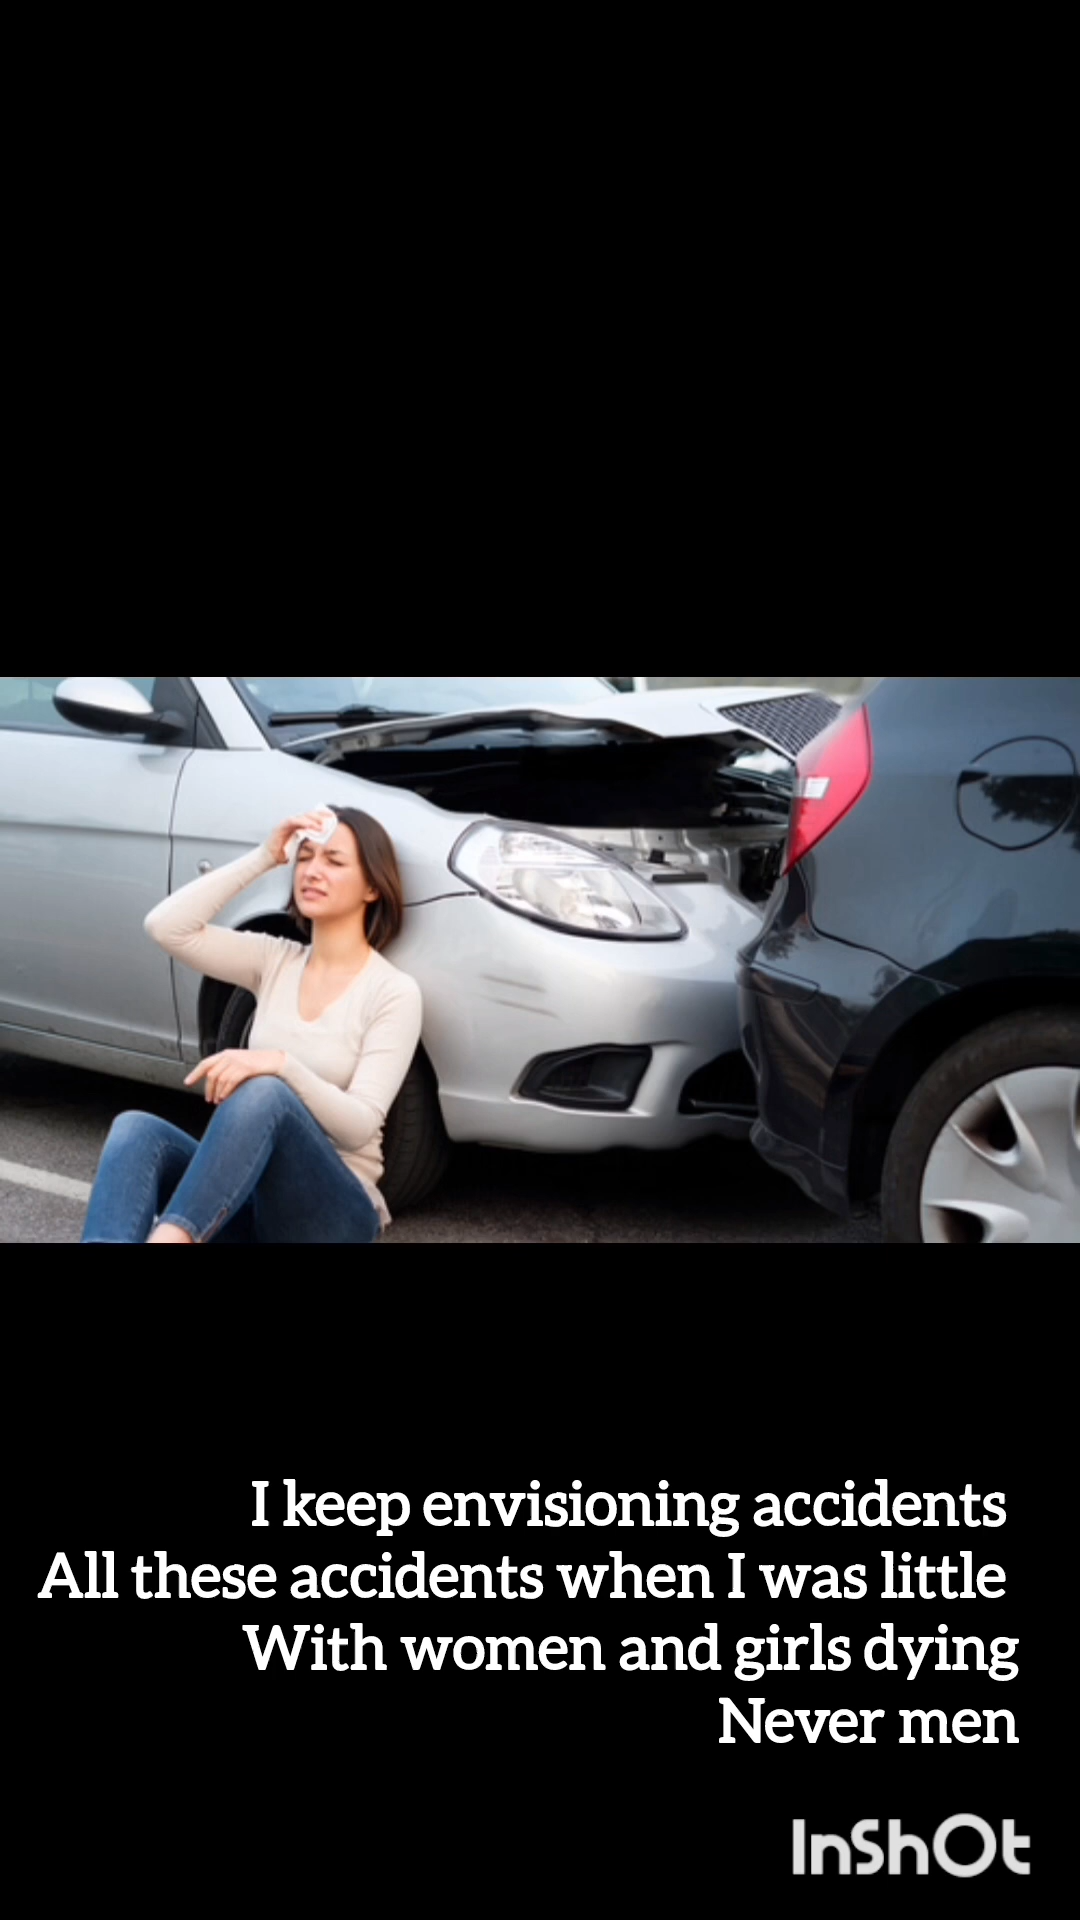 I keep envisioning accidents
All these accidents when I was little
With women and girls dying
Never men
InShOt